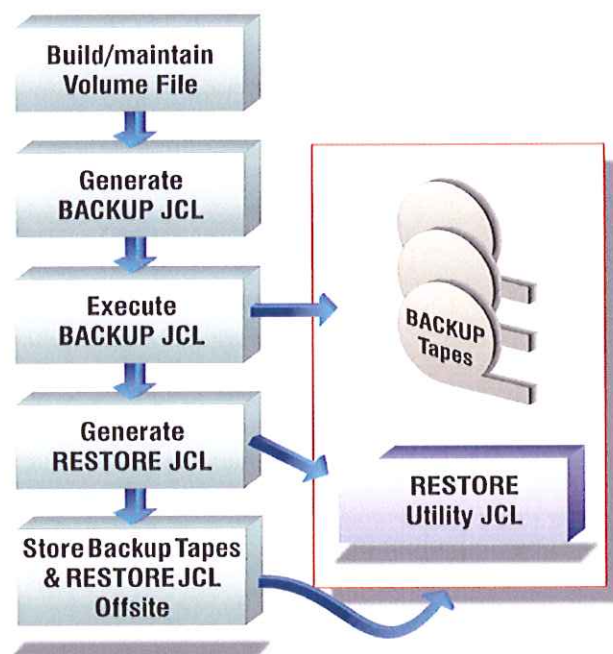 Build/maintain
Volume File
Generate
BACKUP JCL
Execute
BACKUP JCL
BACKUP
Tapes
Generate
RESTORE JCL
RESTORE
Utility JCL
Store Backup Tapes
& RESTORE JCL
Offsite